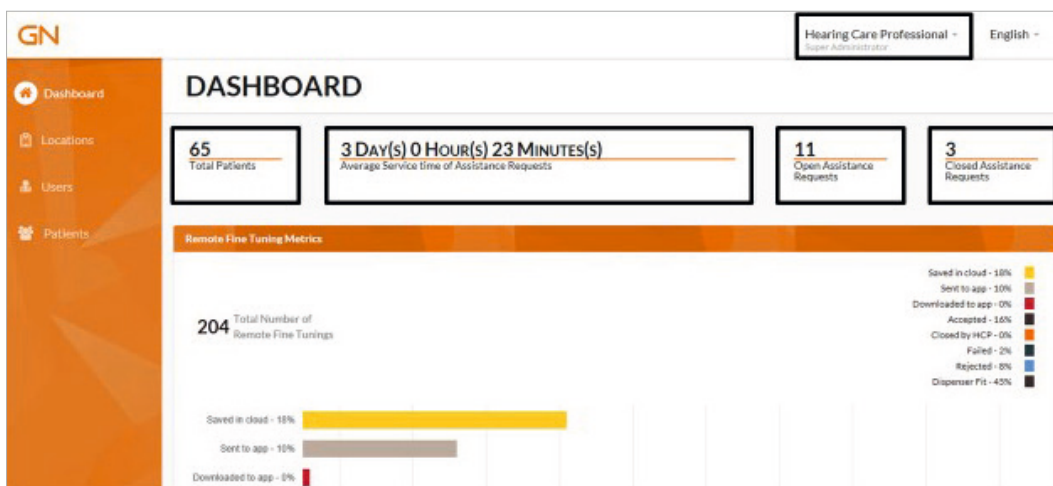 GN
Hearing Care Professional
Super Administrator
English
Dashboard
Locations
Users
Patients
DASHBOARD
65
Total Patients
3 DAY(S) 0 HOUR(S) 23 MINUTES(S)
Average Service time of Assistance Requests
11
Open Assistance
Requests
3
Closed Assistance
Requests
Remote Fine Tuning Metrics
204 Total Number of
Remote Fine Tunings
Saved in cloud - 18%
Sent to app - 10%
Downloaded to app - 0%
Accepted - 16%
Closed by HCP - 0%
Failed - 2%
Rejected - 8%
Dispenser Fit - 45%
Saved in cloud - 18%
Sent to app - 10%
Downloaded to app - 0%